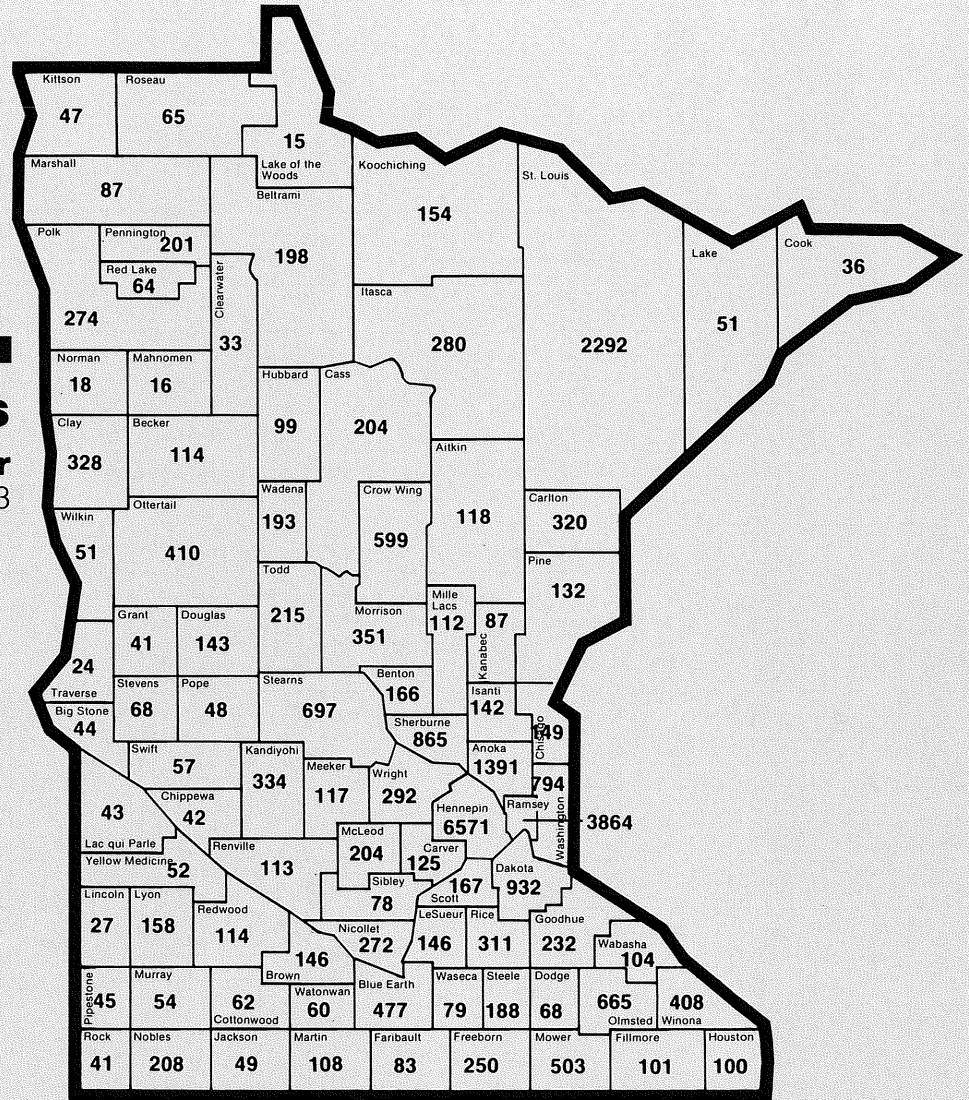 Kittson
47
Roseau
65
15
Lake of the
Woods
Marshall
87
Koochiching
154
St. Louis
2292
Beltrami
198
Polk
274
Pennington
201
Red Lake
64
Clearwater
33
Lake
51
Cook
36
Itasca
280
Norman
18
Mahnomen
16
Hubbard
99
Cass
204
s
r
3
Clay
328
Becker
114
Aitkin
118
Wadena
193
Crow Wing
599
Carlton
320
Wilkin
51
Ottertail
410
Pine
132
Todd
215
Morrison
351
Mille
Lacs
112
87
Kanabec
Grant
41
Douglas
143
24
Traverse
Stevens
68
Pope
48
Stearns
697
Benton
166
Isanti
142
149
Chisago
Big Stone
44
Sherburne
865
Anoka
1391
Swift
57
Kandiyohi
334
Meeker
117
Wright
292
794
Washington
Hennepin
6571
Ramsey
3864
43
Lac qui Parle
Chippewa
42
Renville
113
McLeod
204
Carver
125
Yellow Medicine
52
Sibley
78
167
Scott
Dakota
932
Lincoln
27
Lyon
158
Redwood
114
Nicollet
272
LeSueur
146
Rice
311
Goodhue
232
Wabasha
104
146
Brown
Pipestone
45
Murray
54
62
Cottonwood
Watonwan
60
Blue Earth
477
Waseca
79
Steele
188
Dodge
68
665
Olmsted
408
Winona
Rock
41
Nobles
208
Jackson
49
Martin
108
Faribault
83
Freeborn
250
Mower
503
Fillmore
101
Houston
100